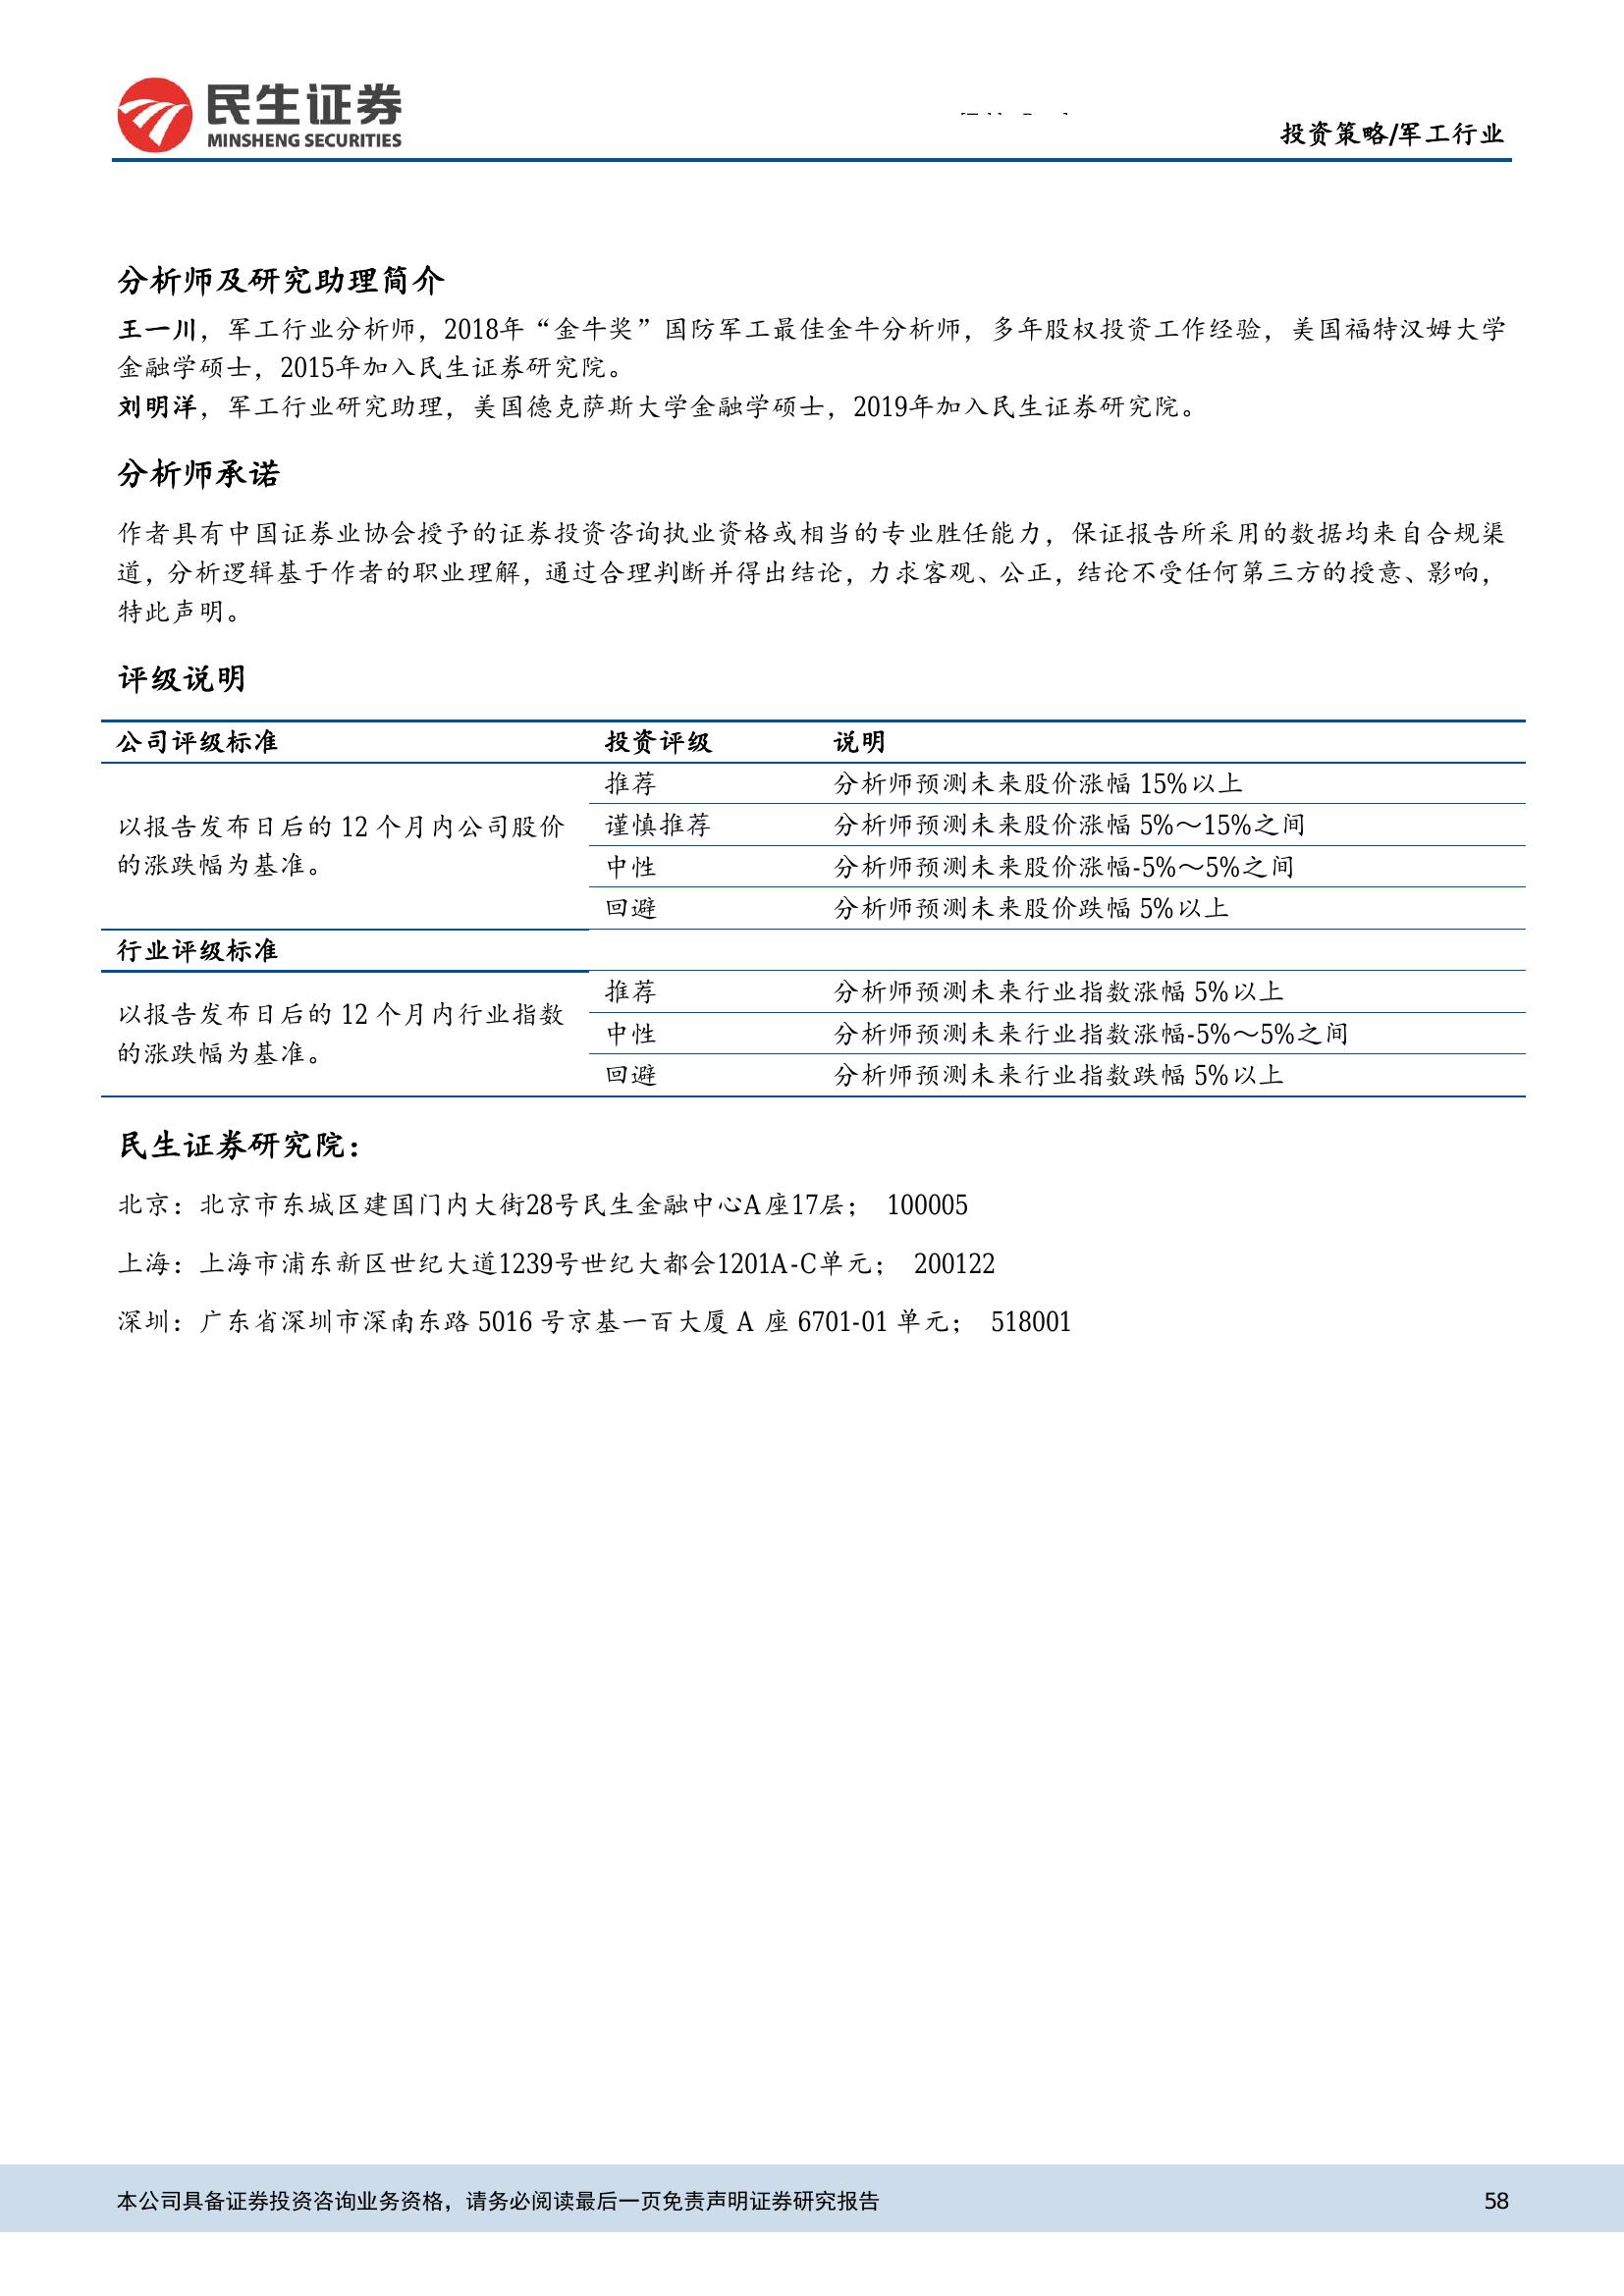 民生证券
MINSHENG SECURITIES
投资策略/军工行业
分析师及研究助理简介
王一川，军工行业分析师，2018年“金牛奖”国防军工最佳金牛分析师，多年股权投资工作经验，美国福特汉姆大学
金融学硕士，2015年加入民生证券研究院。
刘明洋，军工行业研究助理，美国德克萨斯大学金融学硕士，2019年加入民生证券研究院。
分析师承诺
作者具有中国证券业协会授予的证券投资咨询执业资格或相当的专业胜任能力，保证报告所采用的数据均来自合规渠
道，分析逻辑基于作者的职业理解，通过合理判断并得出结论，力求客观、公正，结论不受任何第三方的授意、影响，
特此声明。
评级说明
公司评级标准 投资评级 说明
以报告发布日后的 12 个月内公司股价
的涨跌幅为基准。
推荐 分析师预测未来股价涨幅 15%以上
谨慎推荐 分析师预测未来股价涨幅 5%～15%之间
中性 分析师预测未来股价涨幅-5%～5%之间
回避 分析师预测未来股价跌幅 5%以上
行业评级标准
以报告发布日后的 12 个月内行业指数
的涨跌幅为基准。
推荐 分析师预测未来行业指数涨幅 5%以上
中性 分析师预测未来行业指数涨幅-5%～5%之间
回避 分析师预测未来行业指数跌幅 5%以上
民生证券研究院：
北京：北京市东城区建国门内大街28号民生金融中心A座17层； 100005
上海：上海市浦东新区世纪大道1239号世纪大都会1201A-C单元； 200122
深圳：广东省深圳市深南东路 5016 号京基一百大厦 A 座 6701-01 单元； 518001
本公司具备证券投资咨询业务资格，请务必阅读最后一页免责声明证券研究报告 58